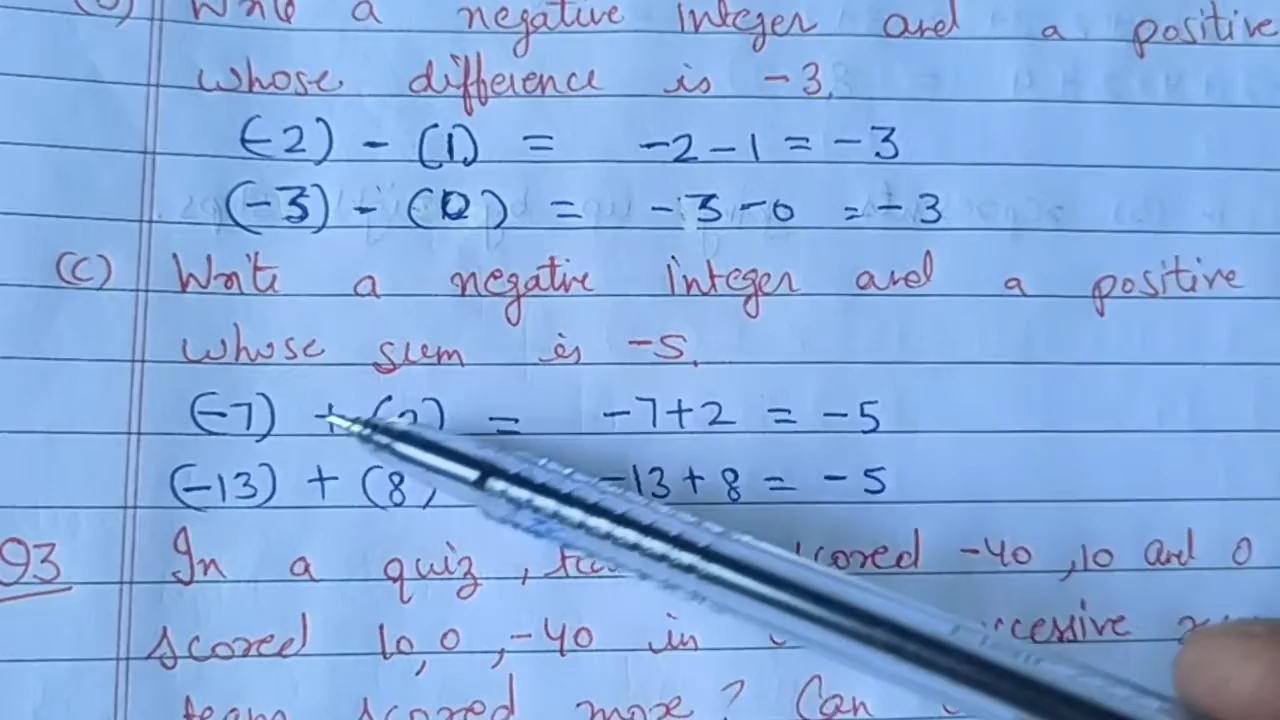 (b) Write a negative integer and a positive
whose difference is -3.
(-2) - (1) = -2-1 = -3
(-3) - (0) = -3-0 = -3
(C) Write a negative integer and a positive
whose sum is -5.
(-7) + (2) = -7+2 = -5
(-13) + (8) -13+8 = -5
Q3 In a quiz, scored -40, 10 and 0
scored 10, 0, -40 in
team scored more? Can